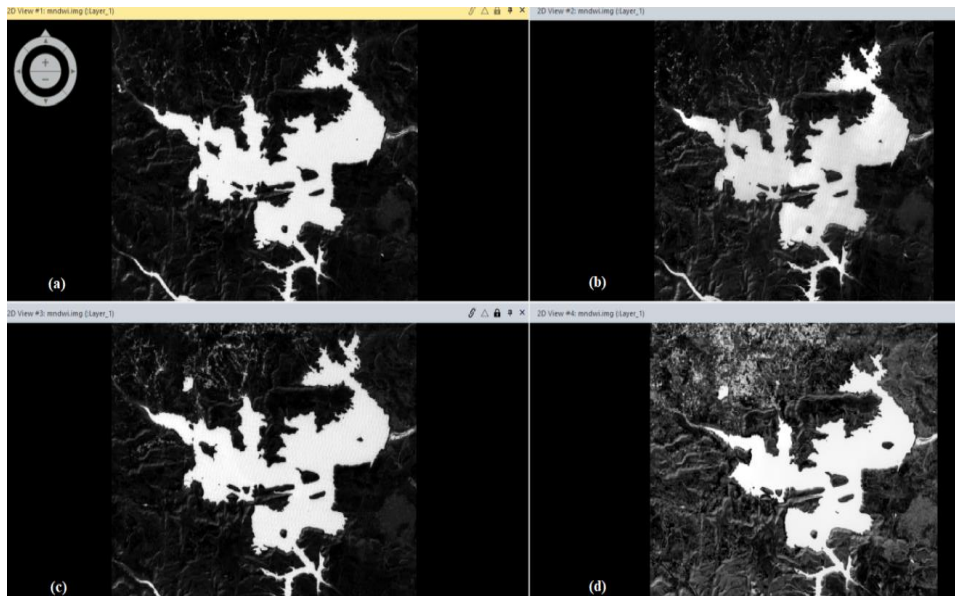 2D View #1: mndwi.img (:Layer_1)
2D View #2: mndwi.img (:Layer_1)
(a)
(b)
2D View #3: mndwi.img (:Layer_1)
2D View #4: mndwi.img (:Layer_1)
(c)
(d)